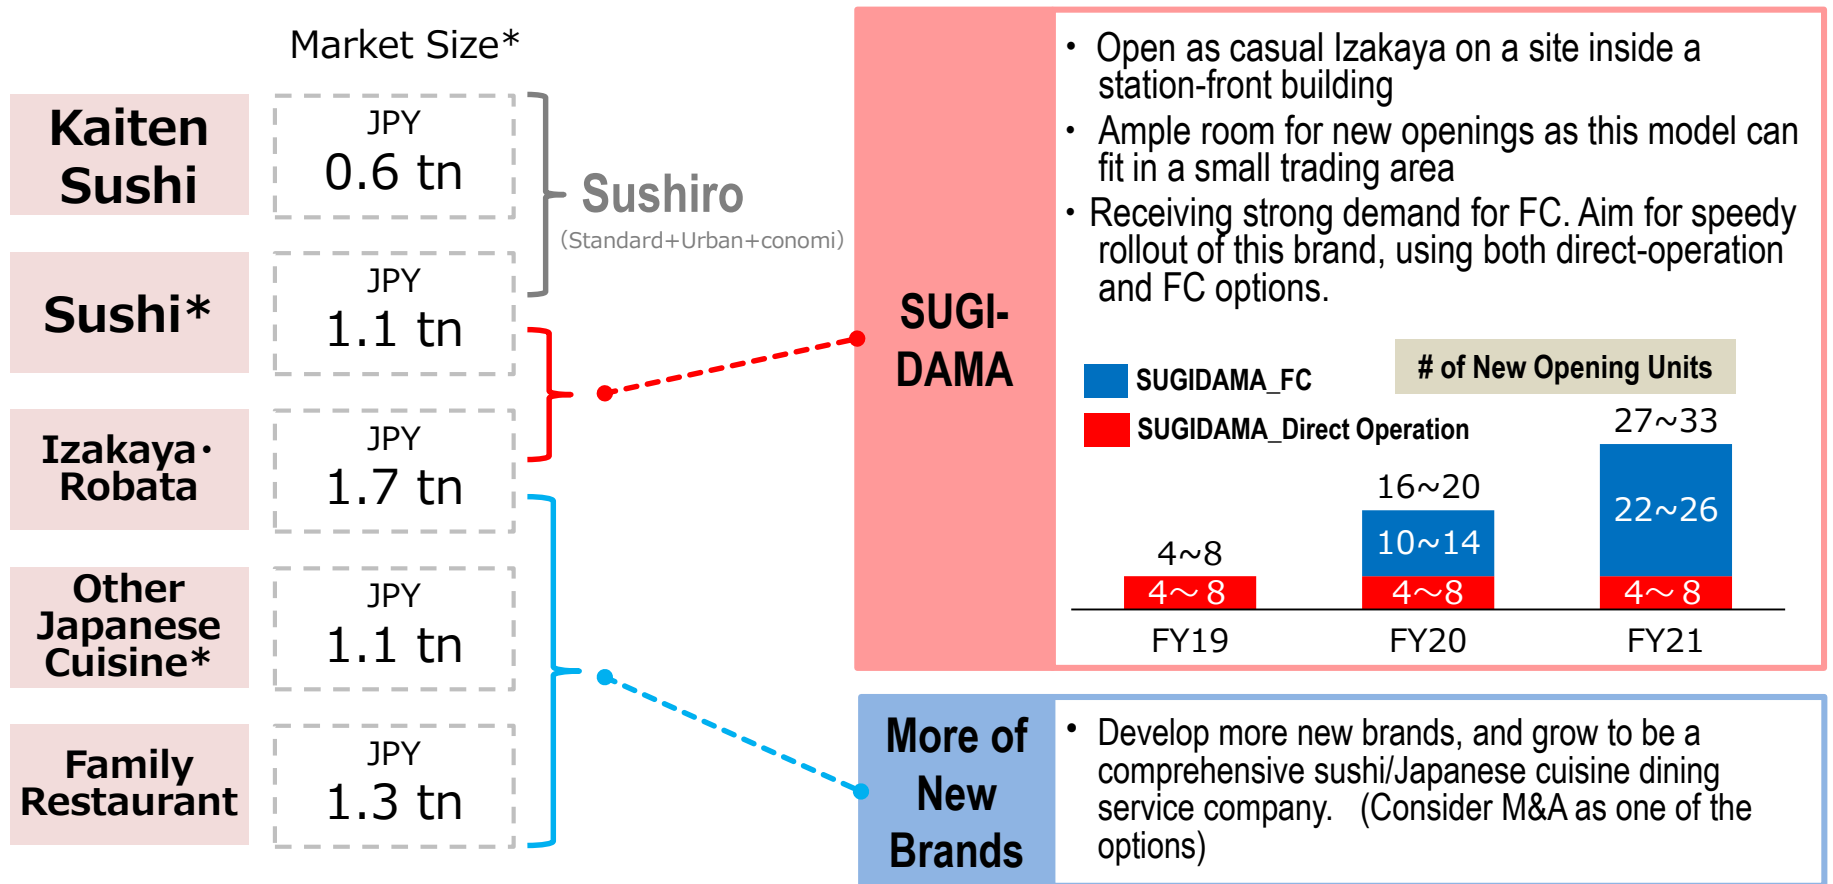 Market Size*
Kaiten
Sushi
JPY
0.6 tn
Sushi*
JPY
1.1 tn
Izakaya・
Robata
JPY
1.7 tn
Other
Japanese
Cuisine*
JPY
1.1 tn
Family
Restaurant
JPY
1.3 tn
Sushiro
(Standard+Urban+conomi)
SUGI-
DAMA
・ Open as casual Izakaya on a site inside a
station-front building
・ Ample room for new openings as this model can
fit in a small trading area
・ Receiving strong demand for FC. Aim for speedy
rollout of this brand, using both direct-operation
and FC options.
# of New Opening Units
SUGIDAMA_FC
SUGIDAMA_Direct Operation
4~8
4～8
FY19
16~20
10~14
4～8
FY20
27~33
22~26
4～8
FY21
More of
New
Brands
・ Develop more new brands, and grow to be a
comprehensive sushi/Japanese cuisine dining
service company. (Consider M&A as one of the
options)